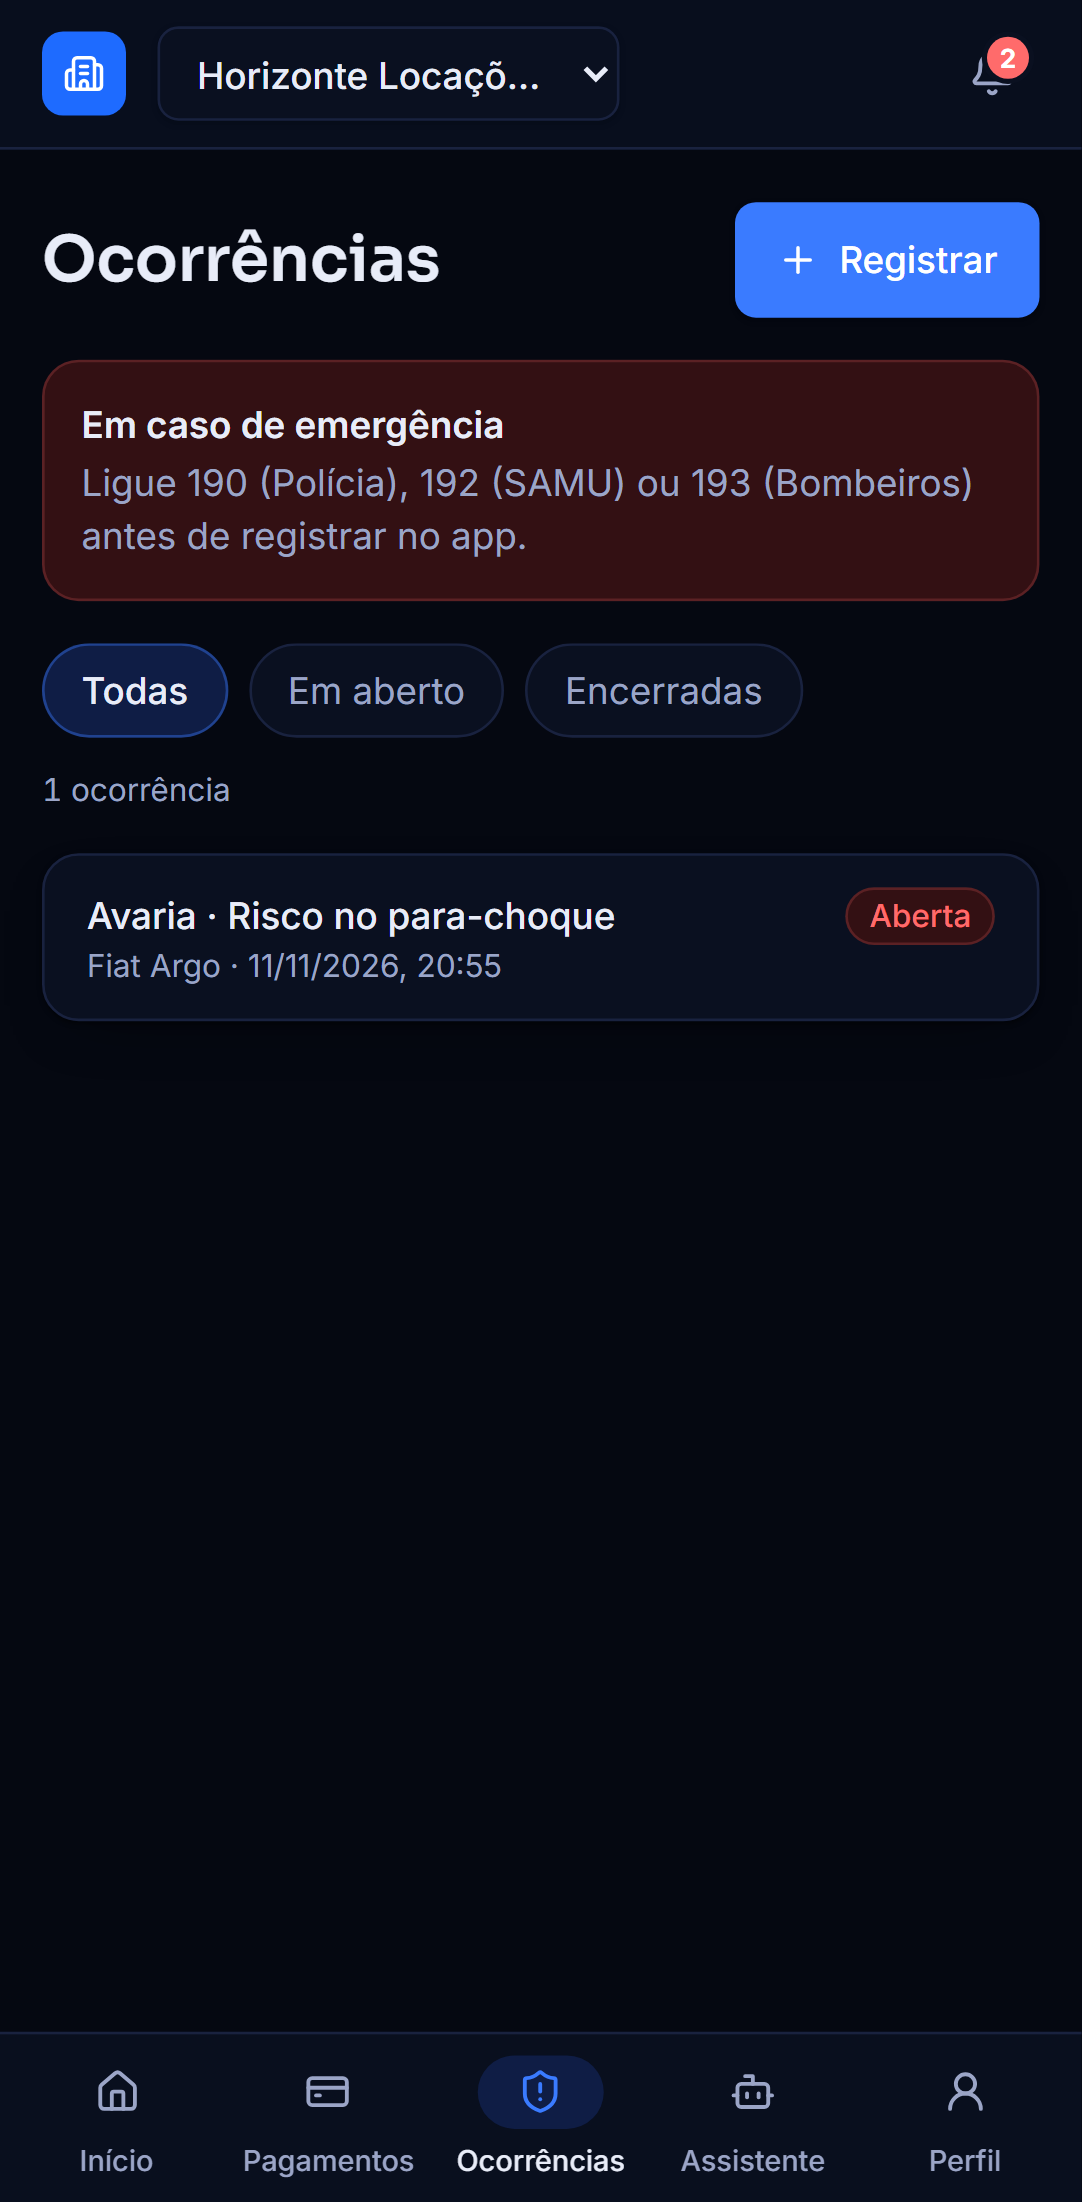 Horizonte Locaçõ...
2
Ocorrências
Registrar
Em caso de emergência
Ligue 190 (Polícia), 192 (SAMU) ou 193 (Bombeiros)
antes de registrar no app.
Todas
Em aberto
Encerradas
1 ocorrência
Avaria · Risco no para-choque
Aberta
Fiat Argo · 11/11/2026, 20:55
Início
Pagamentos
Ocorrências
Assistente
Perfil